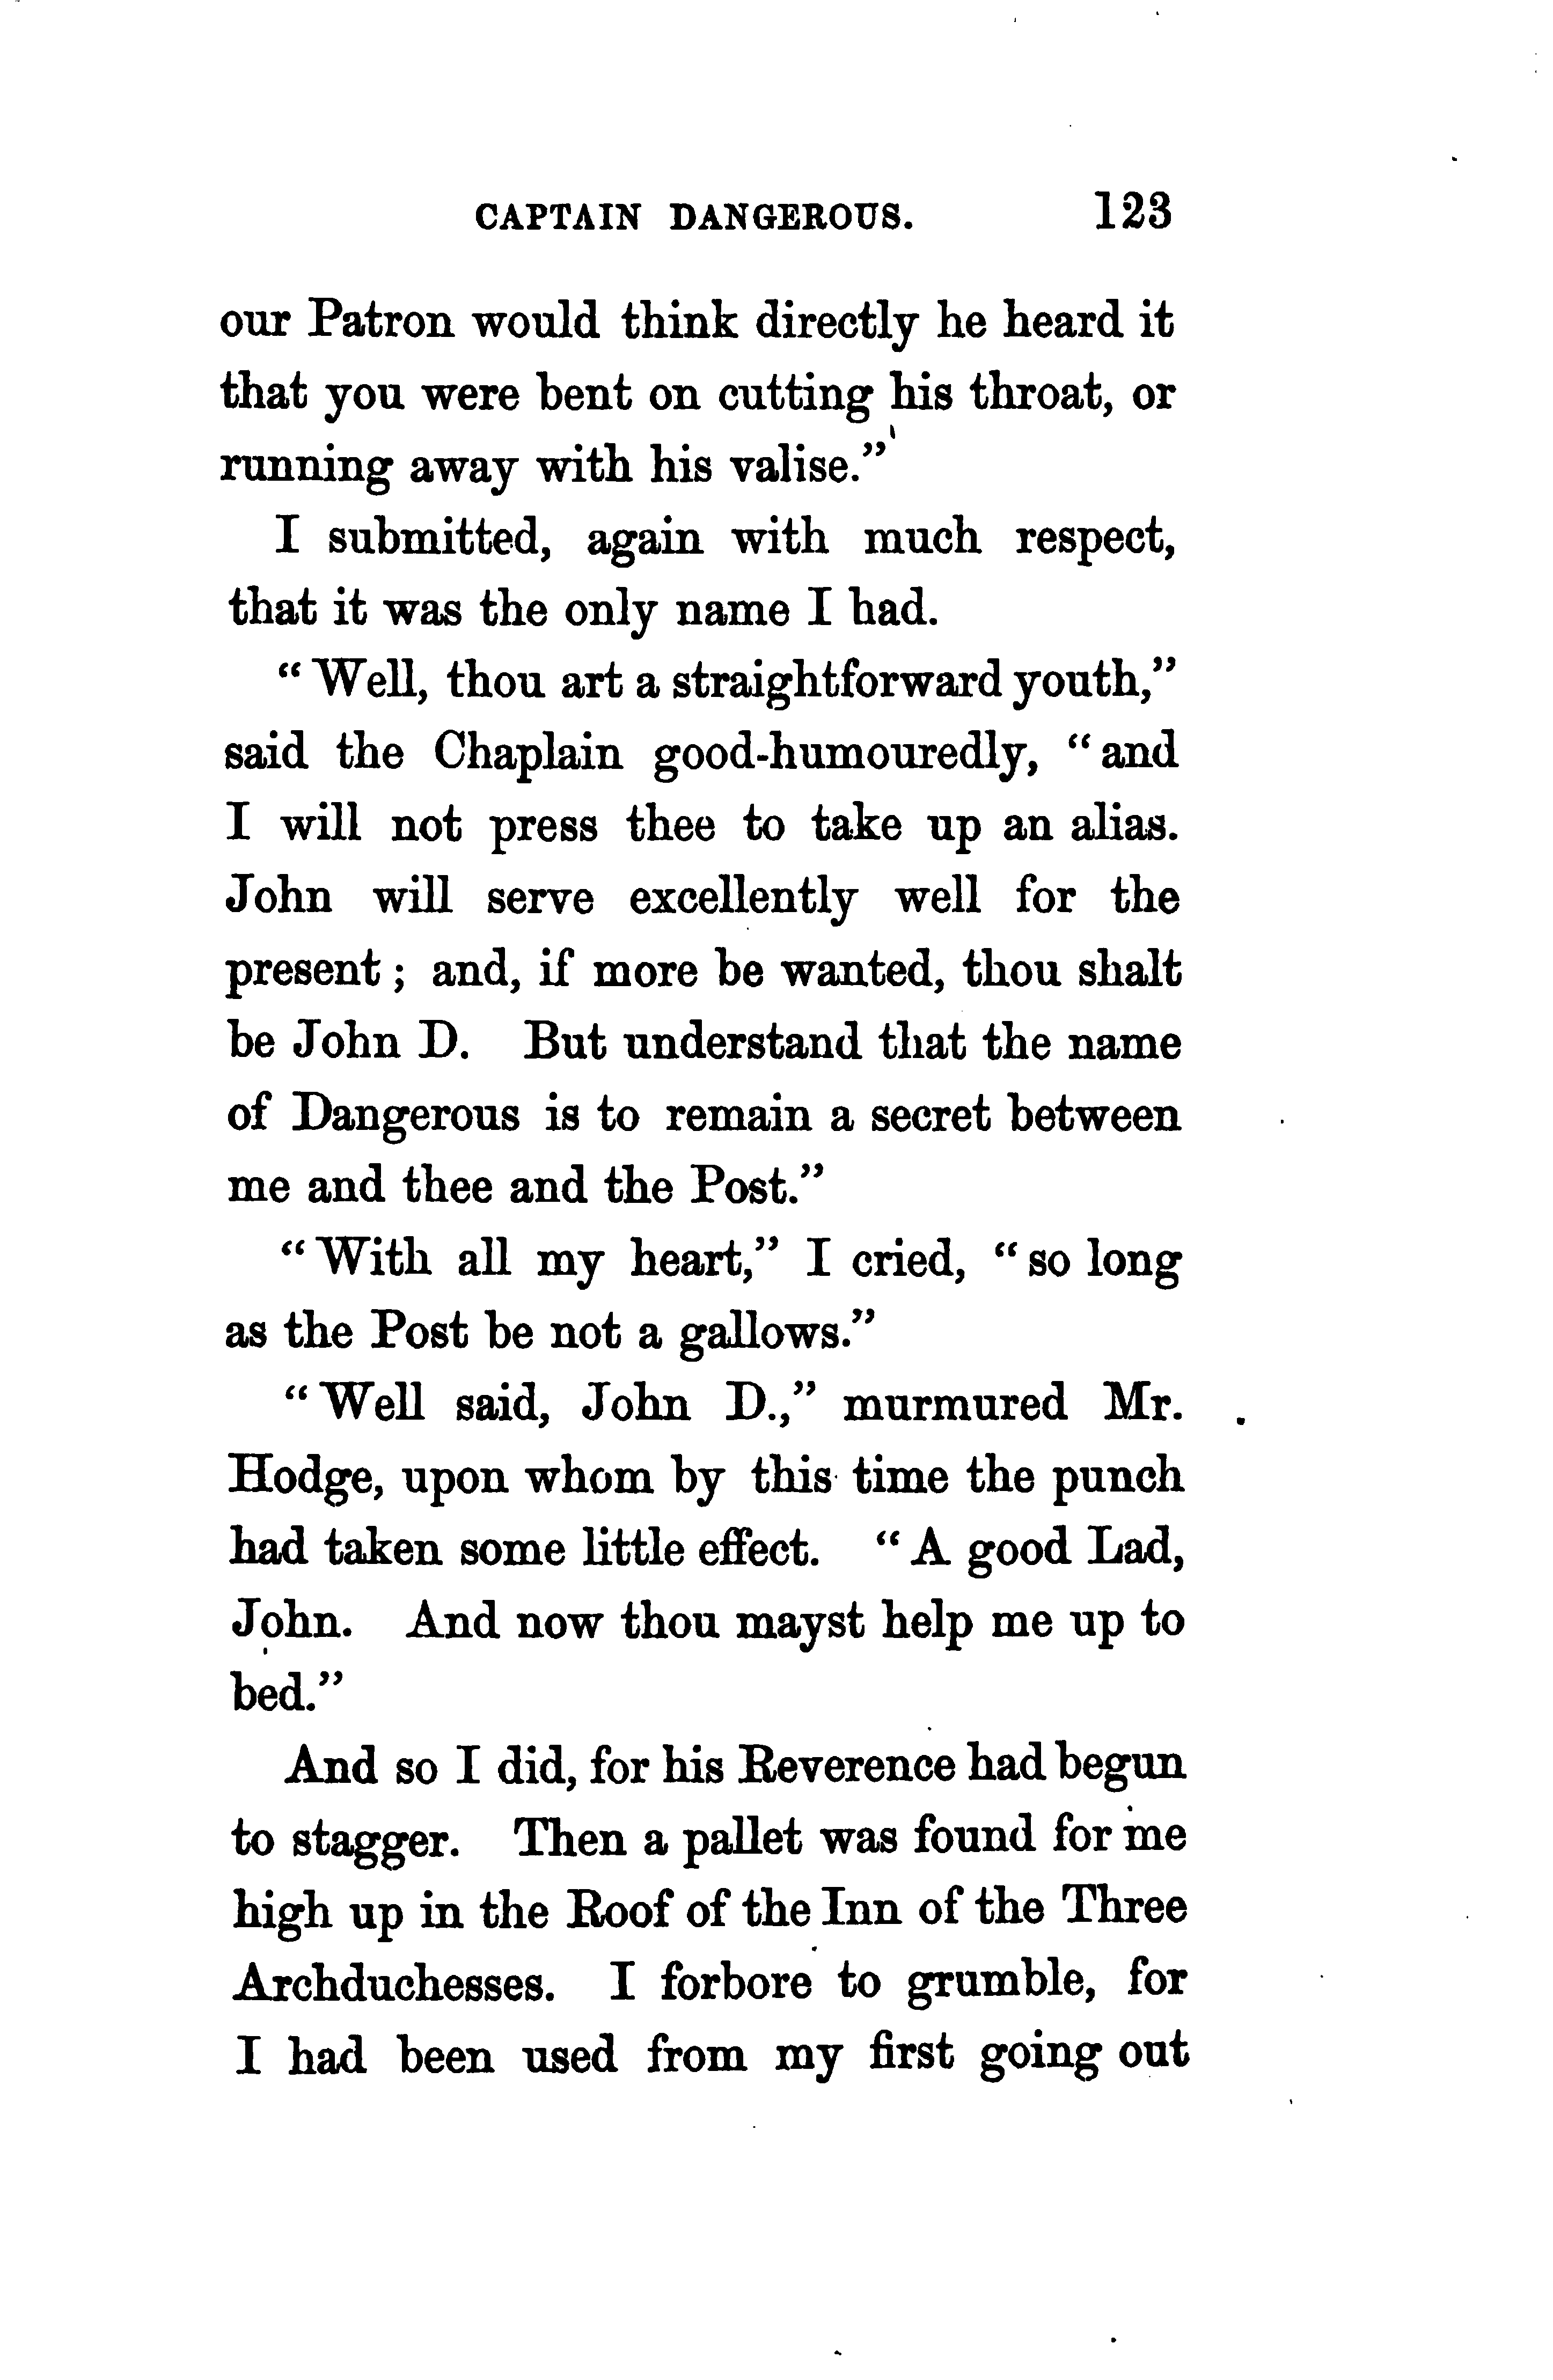 CAPTAIN DANGEROUS. 123
our Patron would think directly he heard it
that you were bent on cutting his throat, or
running away with his valise."
I submitted, again with much respect,
that it was the only name I had.
"Well, thou art a straightforward youth,"
said the Chaplain good-humouredly, "and
I will not press thee to take up an alias.
John will serve excellently well for the
present; and, if more be wanted, thou shalt
be John D. But understand that the name
of Dangerous is to remain a secret between
me and thee and the Post."
"With all my heart," I cried, "so long
as the Post be not a gallows."
"Well said, John D.," murmured Mr.
Hodge, upon whom by this time the punch
had taken some little effect. "A good Lad,
John. And now thou mayst help me up to
bed."
And so I did, for his Reverence had begun
to stagger. Then a pallet was found for me
high up in the Roof of the Inn of the Three
Archduchesses. I forbore to grumble, for
I had been used from my first going out